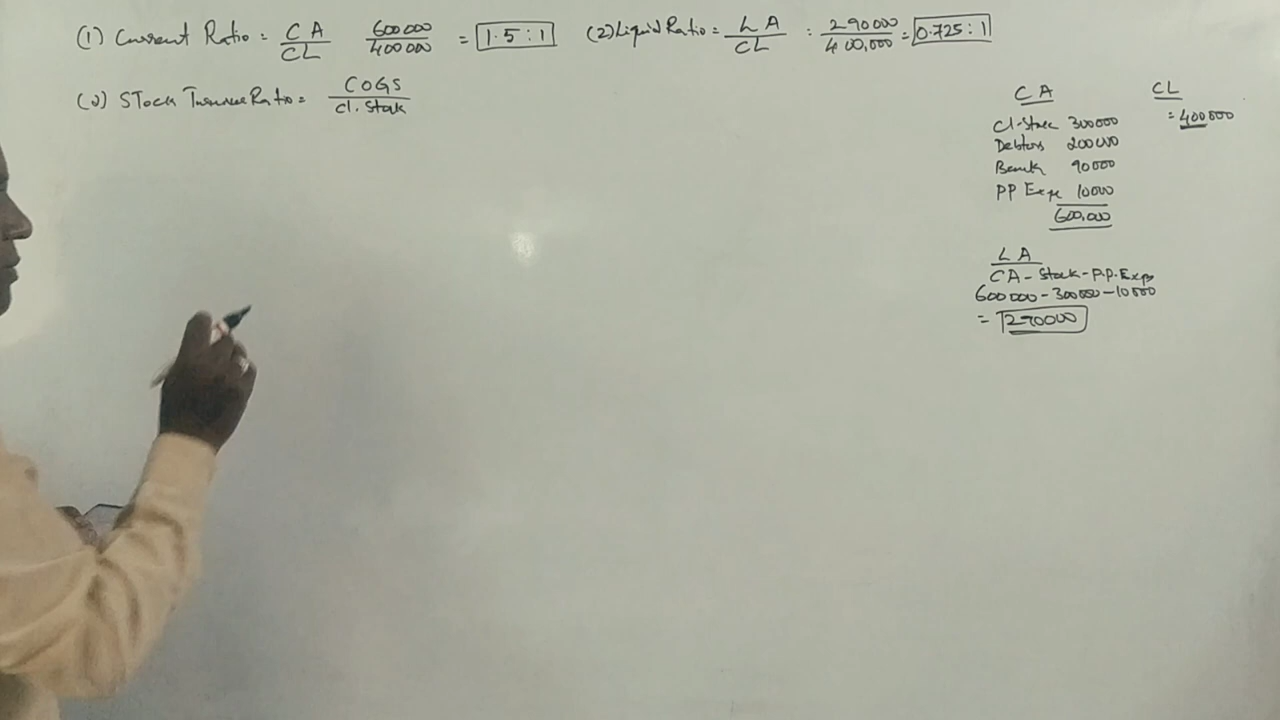 (1) Current Ratio = CA / CL 600000 / 400000 = 1.5 : 1 (2) Liquid Ratio = LA / CL : 290000 / 400,000 = 0.725 : 1
Stock Ratio = COGS / Cl. Stock
CA
Cl. Stock 300000
Debtors 200000
Bank 90000
PP Exp 10000
600,000
CL
= 400000
LA
CA - Stock - P.P. Exp
600000 - 300000 - 10000
= 290000